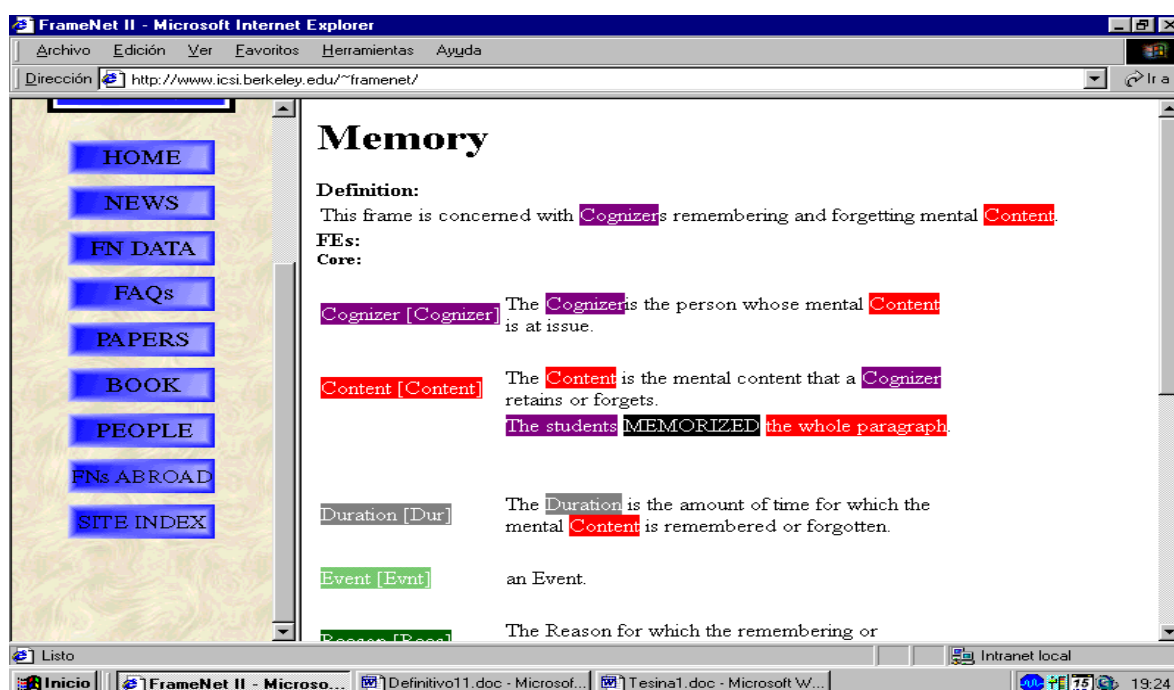 FrameNet II - Microsoft Internet Explorer
Archivo Edición Ver Favoritos Herramientas Ayuda
Dirección http://www.icsi.berkeley.edu/~framenet/ Ir a
HOME
NEWS
FN DATA
FAQs
PAPERS
BOOK
PEOPLE
FNs ABROAD
SITE INDEX
Memory
Definition:
This frame is concerned with Cognizers remembering and forgetting mental Content.
FEs:
Core:
Cognizer [Cognizer] The Cognizer is the person whose mental Content
is at issue.
Content [Content] The Content is the mental content that a Cognizer
retains or forgets.
The students MEMORIZED the whole paragraph.
Duration [Dur] The Duration is the amount of time for which the
mental Content is remembered or forgotten.
Event [Evnt] an Event.
Reason [Reas] The Reason for which the remembering or
Listo Intranet local
Inicio FrameNet II - Microso... Definitivo11.doc - Microsof... Tesina1.doc - Microsoft W... 19:24